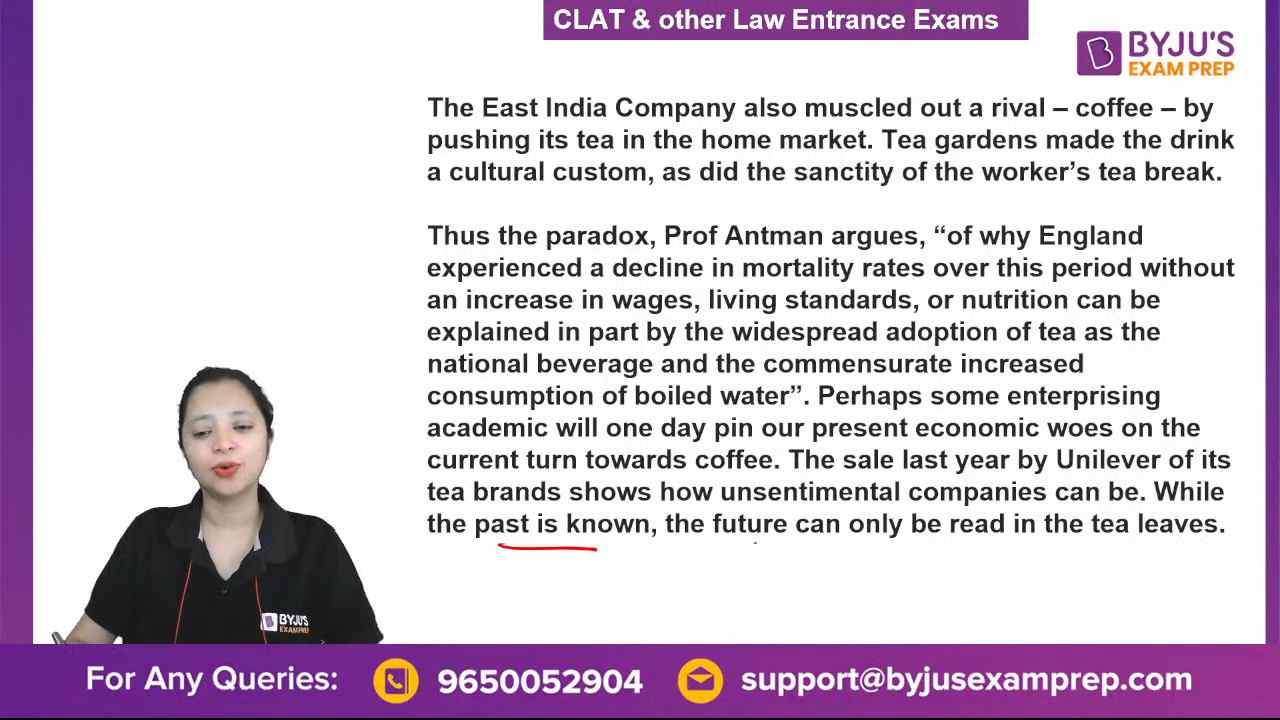 CLAT & other Law Entrance Exams
BYJU'S
EXAM PREP
The East India Company also muscled out a rival – coffee – by
pushing its tea in the home market. Tea gardens made the drink
a cultural custom, as did the sanctity of the worker’s tea break.
Thus the paradox, Prof Antman argues, “of why England
experienced a decline in mortality rates over this period without
an increase in wages, living standards, or nutrition can be
explained in part by the widespread adoption of tea as the
national beverage and the commensurate increased
consumption of boiled water”. Perhaps some enterprising
academic will one day pin our present economic woes on the
current turn towards coffee. The sale last year by Unilever of its
tea brands shows how unsentimental companies can be. While
the past is known, the future can only be read in the tea leaves.
BYJU'S
EXAM PREP
For Any Queries:
9650052904
support@byjusexamprep.com